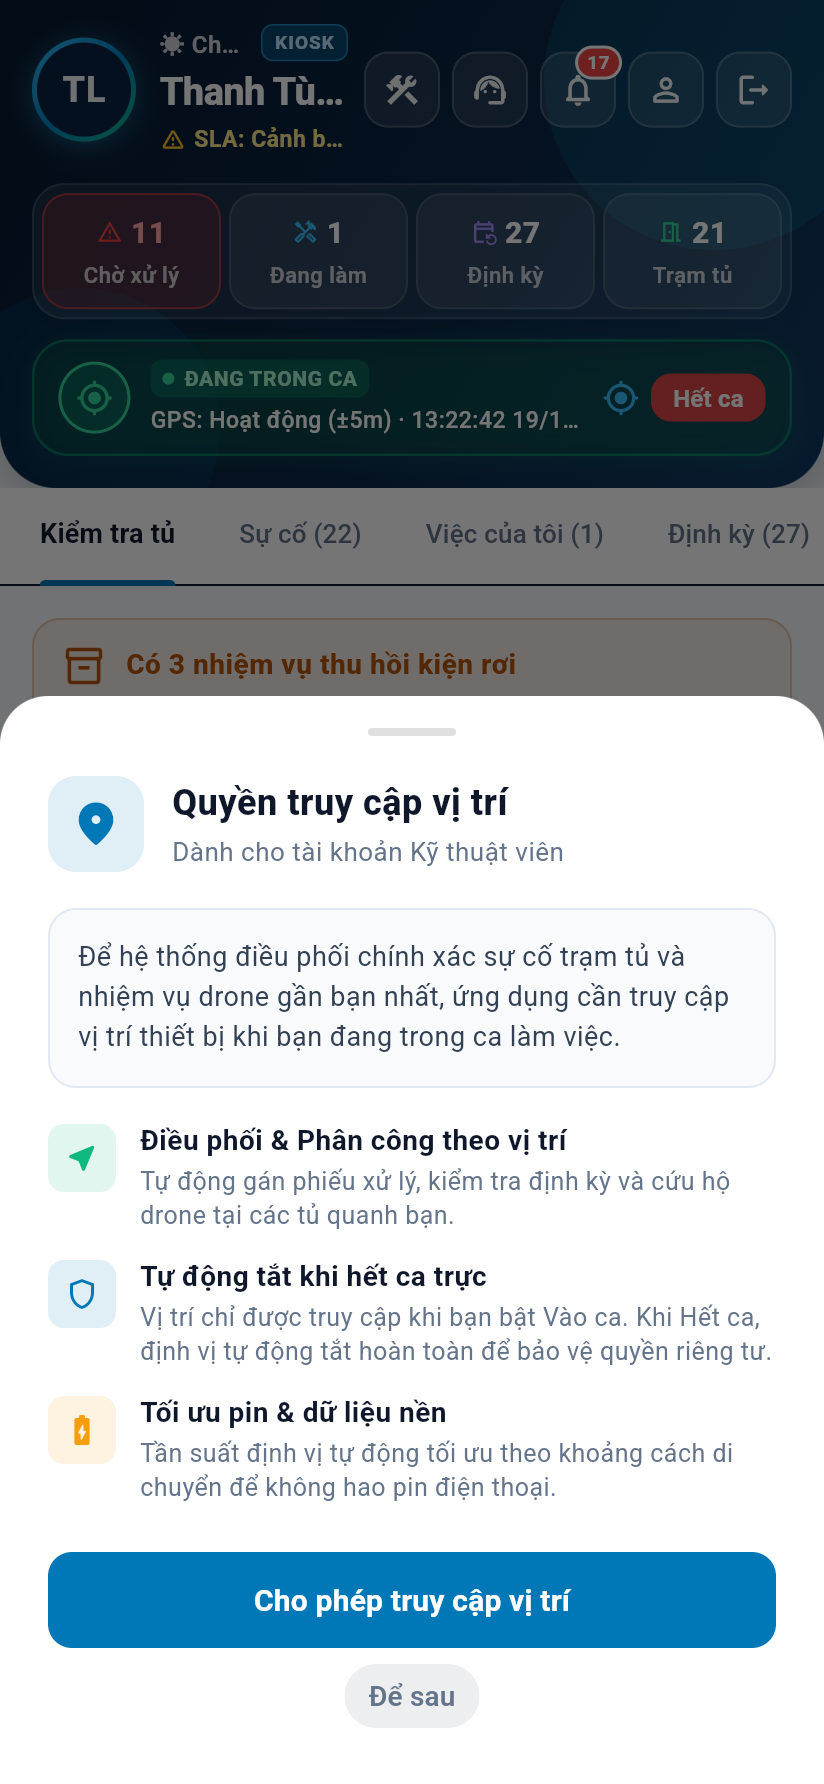 TL
Ch...
KIOSK
Thanh Tù...
SLA: Cảnh b...
17
11
Chờ xử lý
1
Đang làm
27
Định kỳ
21
Trạm tủ
ĐANG TRONG CA
GPS: Hoạt động (±5m) · 13:22:42 19/1...
Hết ca
Kiểm tra tủ
Sự cố (22)
Việc của tôi (1)
Định kỳ (27)
Có 3 nhiệm vụ thu hồi kiện rơi
Quyền truy cập vị trí
Dành cho tài khoản Kỹ thuật viên
Để hệ thống điều phối chính xác sự cố trạm tủ và
nhiệm vụ drone gần bạn nhất, ứng dụng cần truy cập
vị trí thiết bị khi bạn đang trong ca làm việc.
Điều phối & Phân công theo vị trí
Tự động gán phiếu xử lý, kiểm tra định kỳ và cứu hộ
drone tại các tủ quanh bạn.
Tự động tắt khi hết ca trực
Vị trí chỉ được truy cập khi bạn bật Vào ca. Khi Hết ca,
định vị tự động tắt hoàn toàn để bảo vệ quyền riêng tư.
Tối ưu pin & dữ liệu nền
Tần suất định vị tự động tối ưu theo khoảng cách di
chuyển để không hao pin điện thoại.
Cho phép truy cập vị trí
Để sau